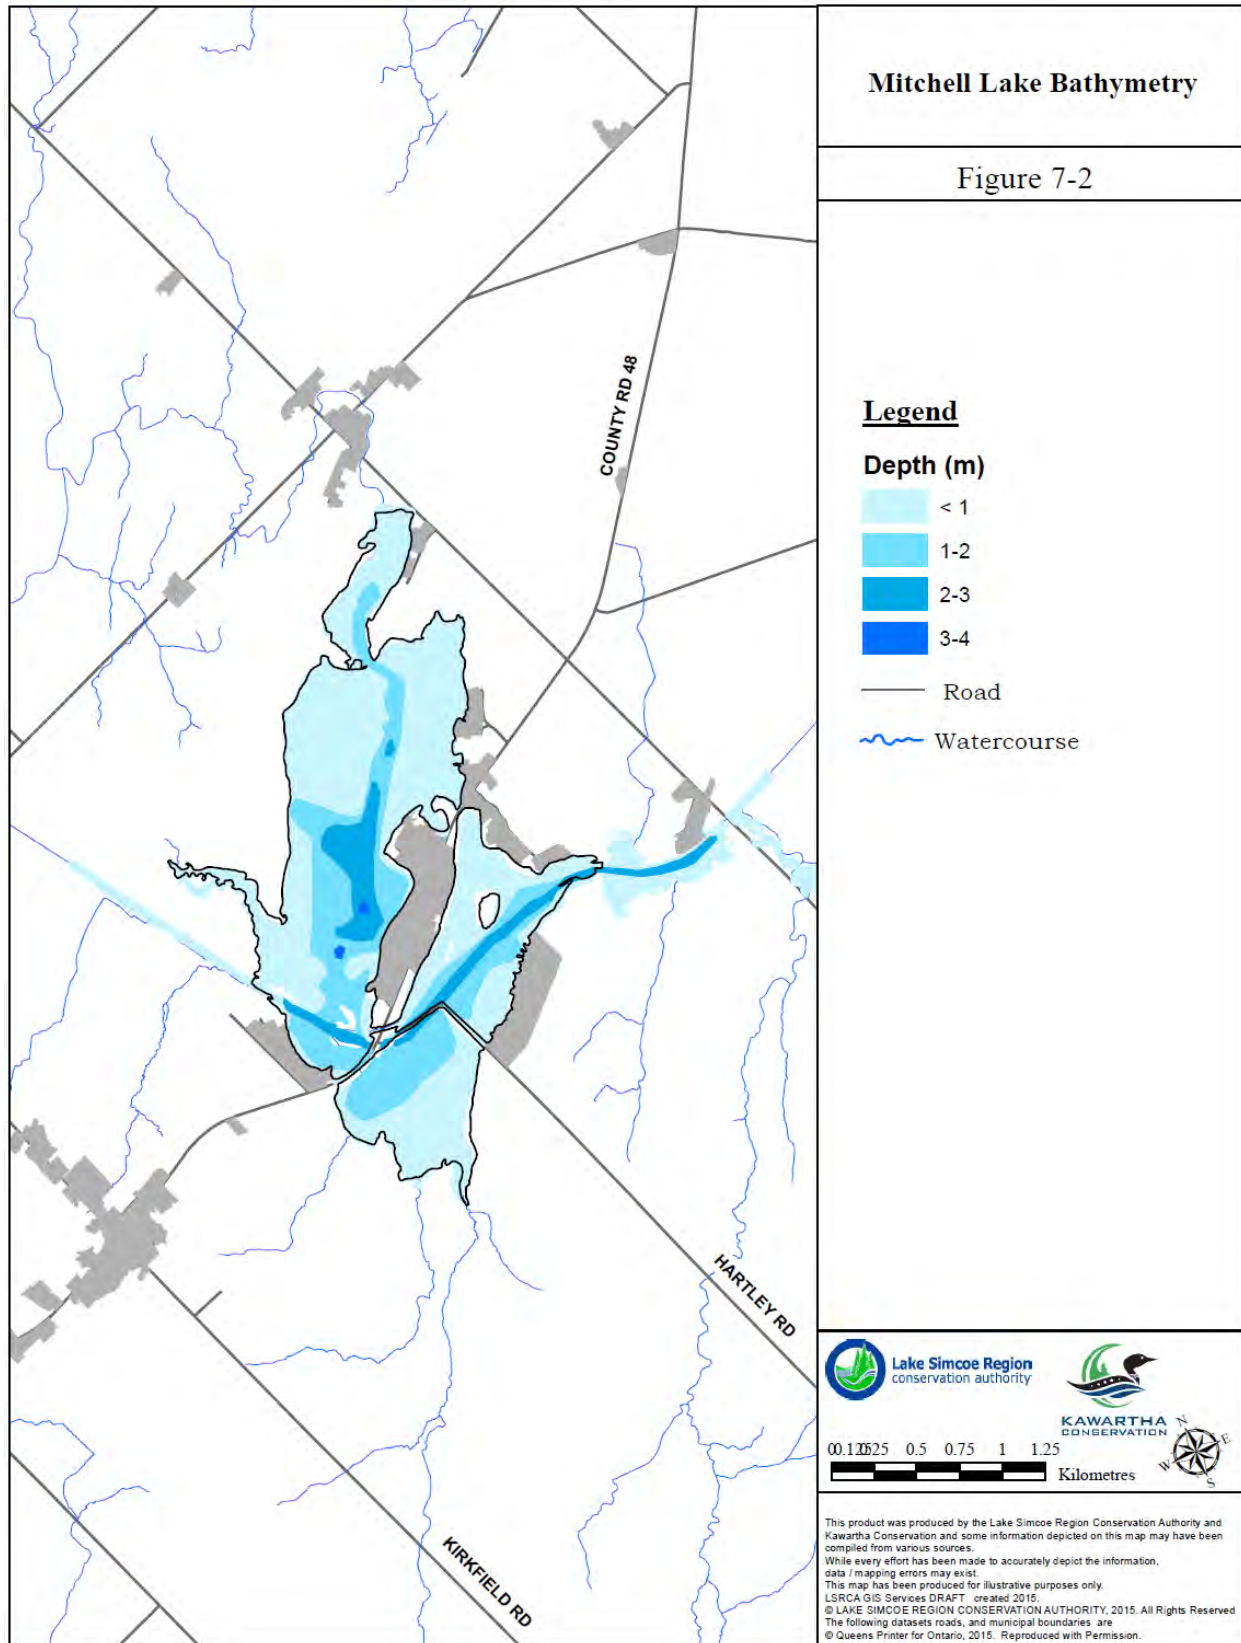 Mitchell Lake Bathymetry
Figure 7-2
COUNTY RD 48
HARTLEY RD
KIRKFIELD RD
Legend
Depth (m)
< 1
1-2
2-3
3-4
Road
Watercourse
Lake Simcoe Region
conservation authority
KAWARTHA
CONSERVATION
N
E
W
S
0 0.125 0.25 0.5 0.75 1 1.25
Kilometres
This product was produced by the Lake Simcoe Region Conservation Authority and
Kawartha Conservation and some information depicted on this map may have been
compiled from various sources.
While every effort has been made to accurately depict the information,
data / mapping errors may exist.
This map has been produced for illustrative purposes only.
LSRCA GIS Services DRAFT created 2015.
© LAKE SIMCOE REGION CONSERVATION AUTHORITY, 2015. All Rights Reserved
The following datasets roads, and municipal boundaries are
© Queens Printer for Ontario, 2015. Reproduced with Permission.